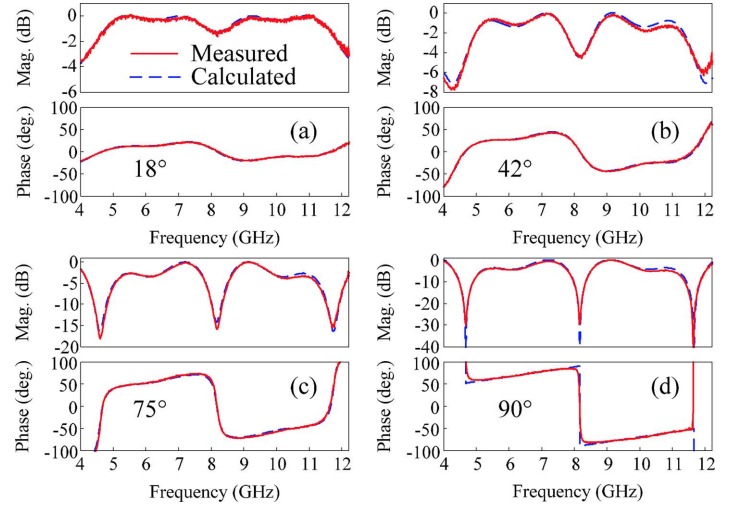 0
-2
-4
-6
Mag. (dB)
Measured
Calculated
100
50
0
-50
-100
Phase (deg.)
(a)
18°
4 5 6 7 8 9 10 11 12
Frequency (GHz)
0
-2
-4
-6
-8
Mag. (dB)
100
50
0
-50
-100
Phase (deg.)
(b)
42°
4 5 6 7 8 9 10 11 12
Frequency (GHz)
0
-5
-10
-15
-20
Mag. (dB)
100
50
0
-50
-100
Phase (deg.)
(c)
75°
4 5 6 7 8 9 10 11 12
Frequency (GHz)
0
-10
-20
-30
-40
Mag. (dB)
100
50
0
-50
-100
Phase (deg.)
(d)
90°
4 5 6 7 8 9 10 11 12
Frequency (GHz)